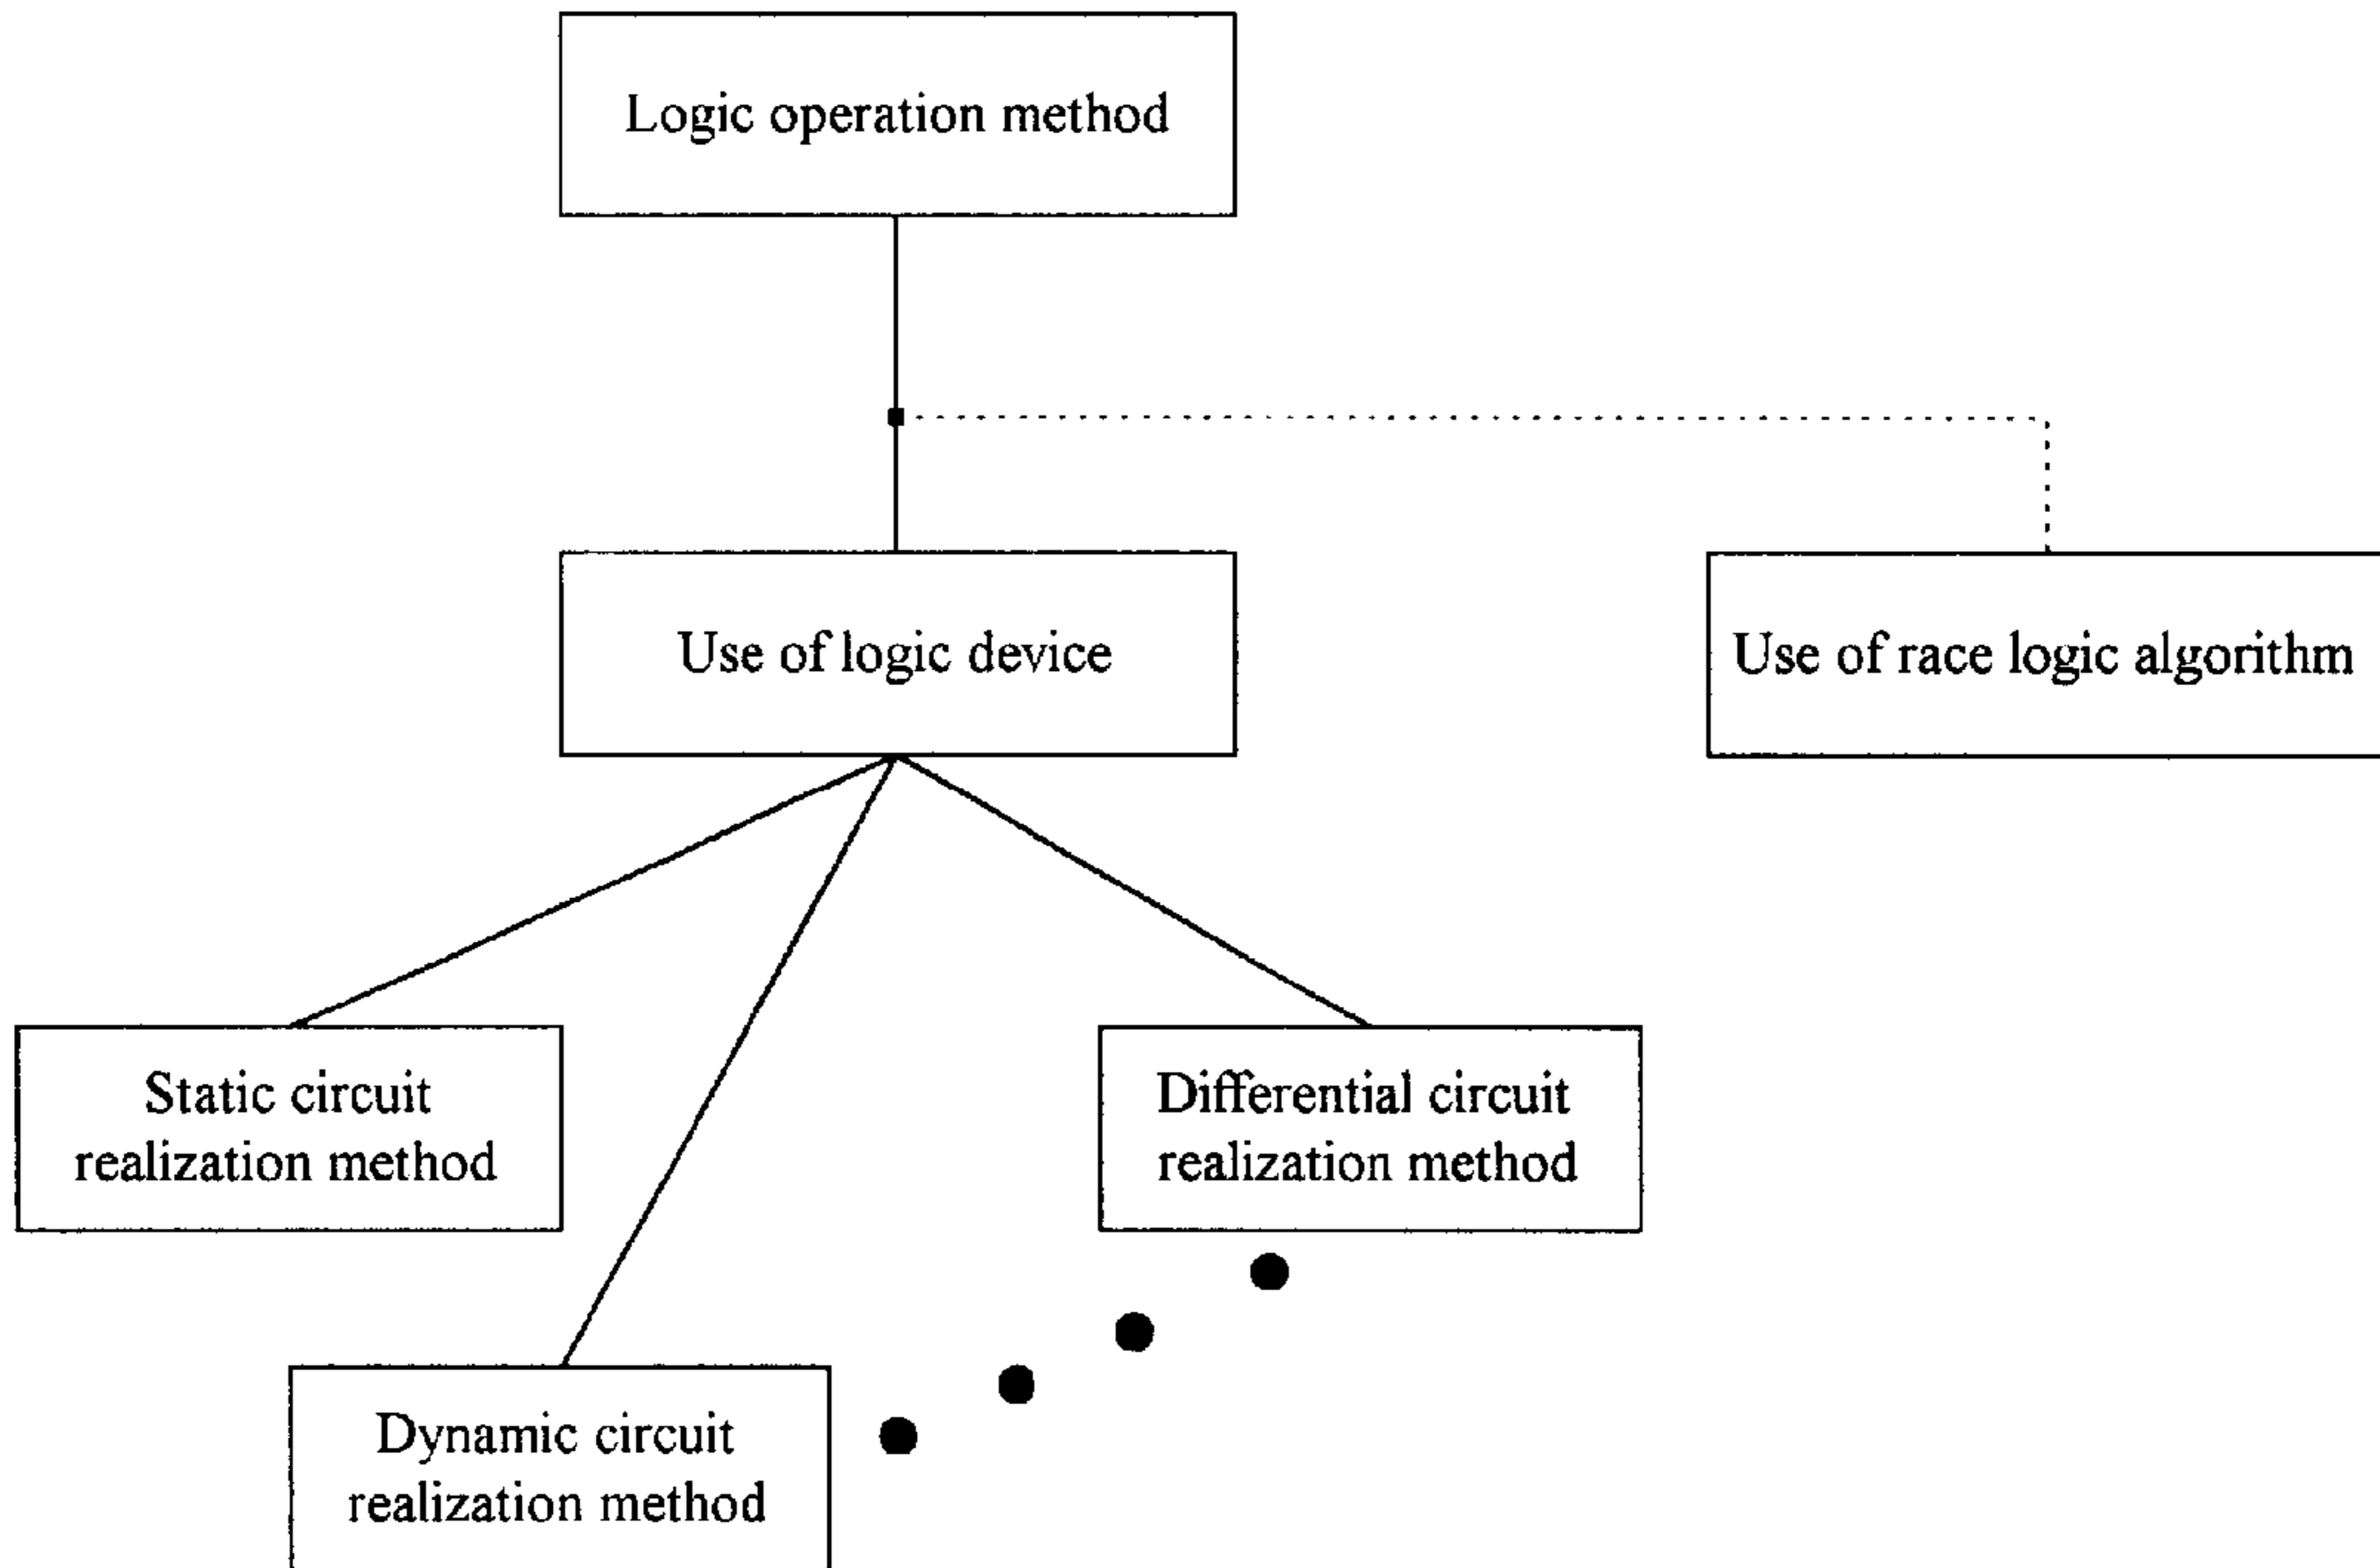 Logic operation method
Use of logic device
Use of race logic algorithm
Static circuit
realization method
Differential circuit
realization method
Dynamic circuit
realization method